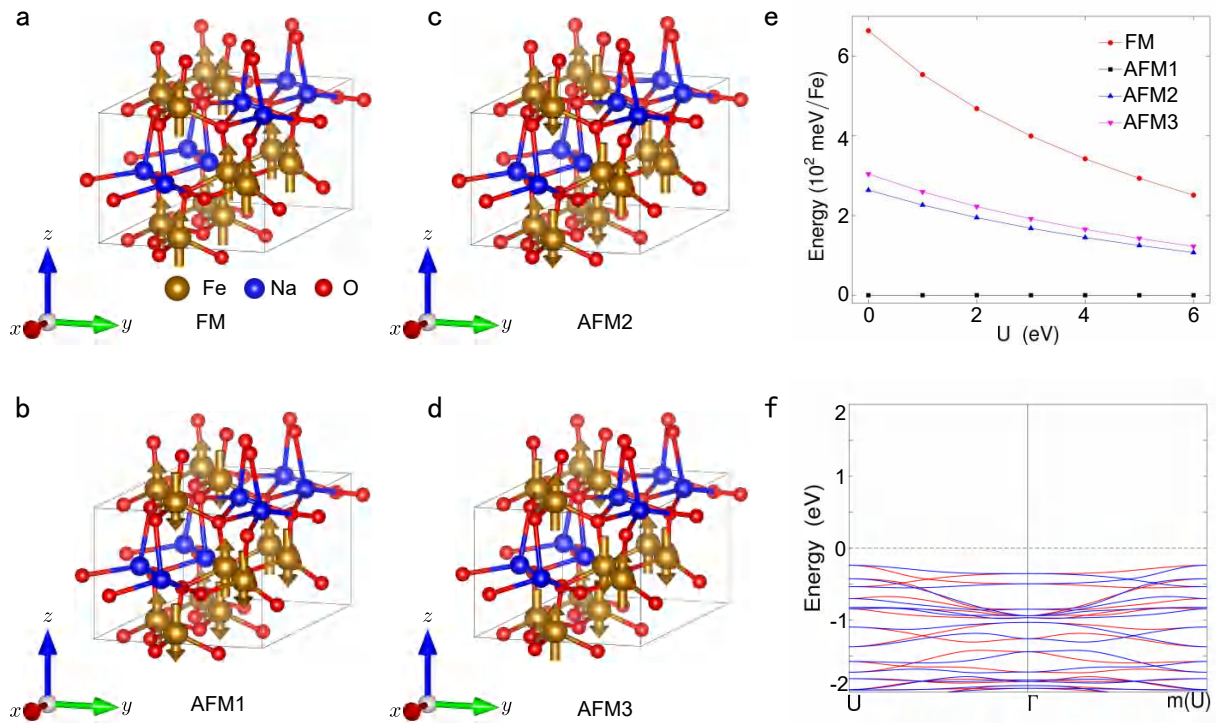 a
z
x
y
Fe
Na
O
FM
c
z
x
y
AFM2
e
Energy (10² meV/Fe)
6
4
2
0
0
2
4
6
U (eV)
FM
AFM1
AFM2
AFM3
b
z
x
y
AFM1
d
z
x
y
AFM3
f
Energy (eV)
2
1
0
-1
-2
U
Γ
m(U)